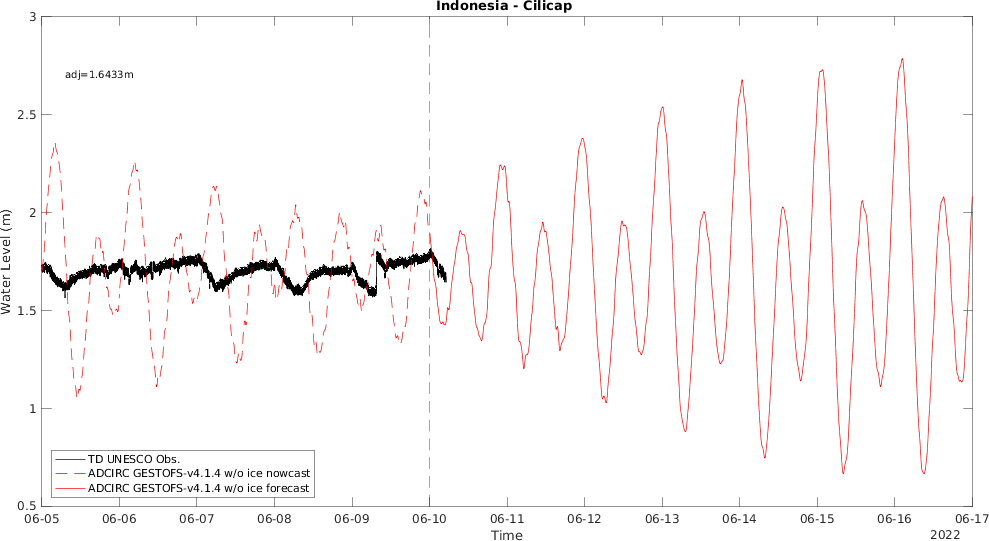 Indonesia - Cilicap
3
2.5
2
1.5
1
0.5
Water Level (m)
adj=1.6433m
TD UNESCO Obs.
ADCIRC GESTOFS-v4.1.4 w/o ice nowcast
ADCIRC GESTOFS-v4.1.4 w/o ice forecast
06-05 06-06 06-07 06-08 06-09 06-10 06-11 06-12 06-13 06-14 06-15 06-16 06-17
Time
2022